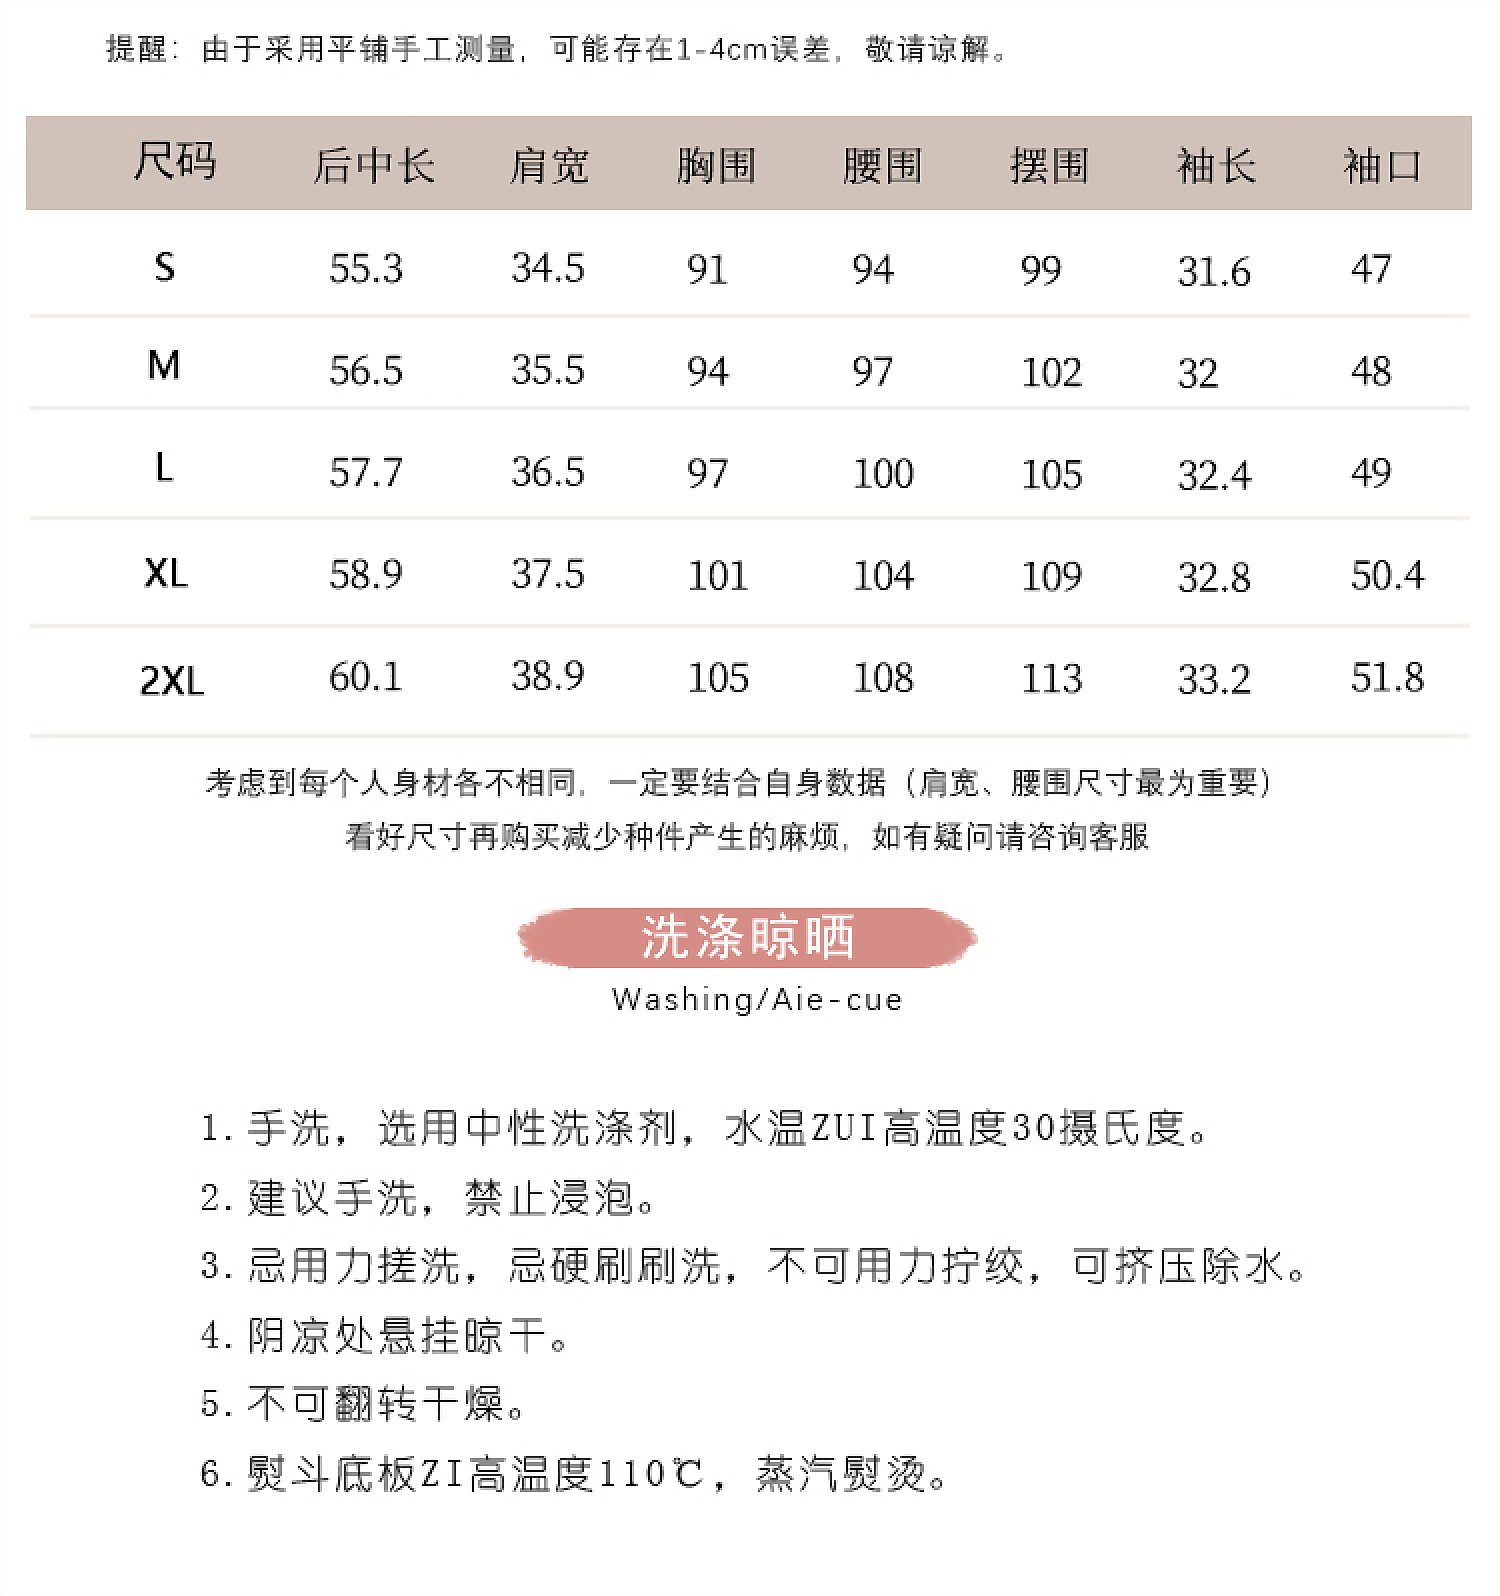 提醒：由于采用平铺手工测量，可能存在1-4cm误差，敬请谅解。
尺码 后中长 肩宽 胸围 腰围 摆围 袖长 袖口
S 55.3 34.5 91 94 99 31.6 47
M 56.5 35.5 94 97 102 32 48
L 57.7 36.5 97 100 105 32.4 49
XL 58.9 37.5 101 104 109 32.8 50.4
2XL 60.1 38.9 105 108 113 33.2 51.8
考虑到每个人身材各不相同，一定要结合自身数据（肩宽、腰围尺寸最为重要）
看好尺寸再购买减少种件产生的麻烦，如有疑问请咨询客服
洗涤晾晒
Washing/Aie-cue
1. 手洗，选用中性洗涤剂，水温ZUI高温度30摄氏度。
2. 建议手洗，禁止浸泡。
3. 忌用力搓洗，忌硬刷刷洗，不可用力拧绞，可挤压除水。
4. 阴凉处悬挂晾干。
5. 不可翻转干燥。
6. 熨斗底板ZI高温度110℃，蒸汽熨烫。